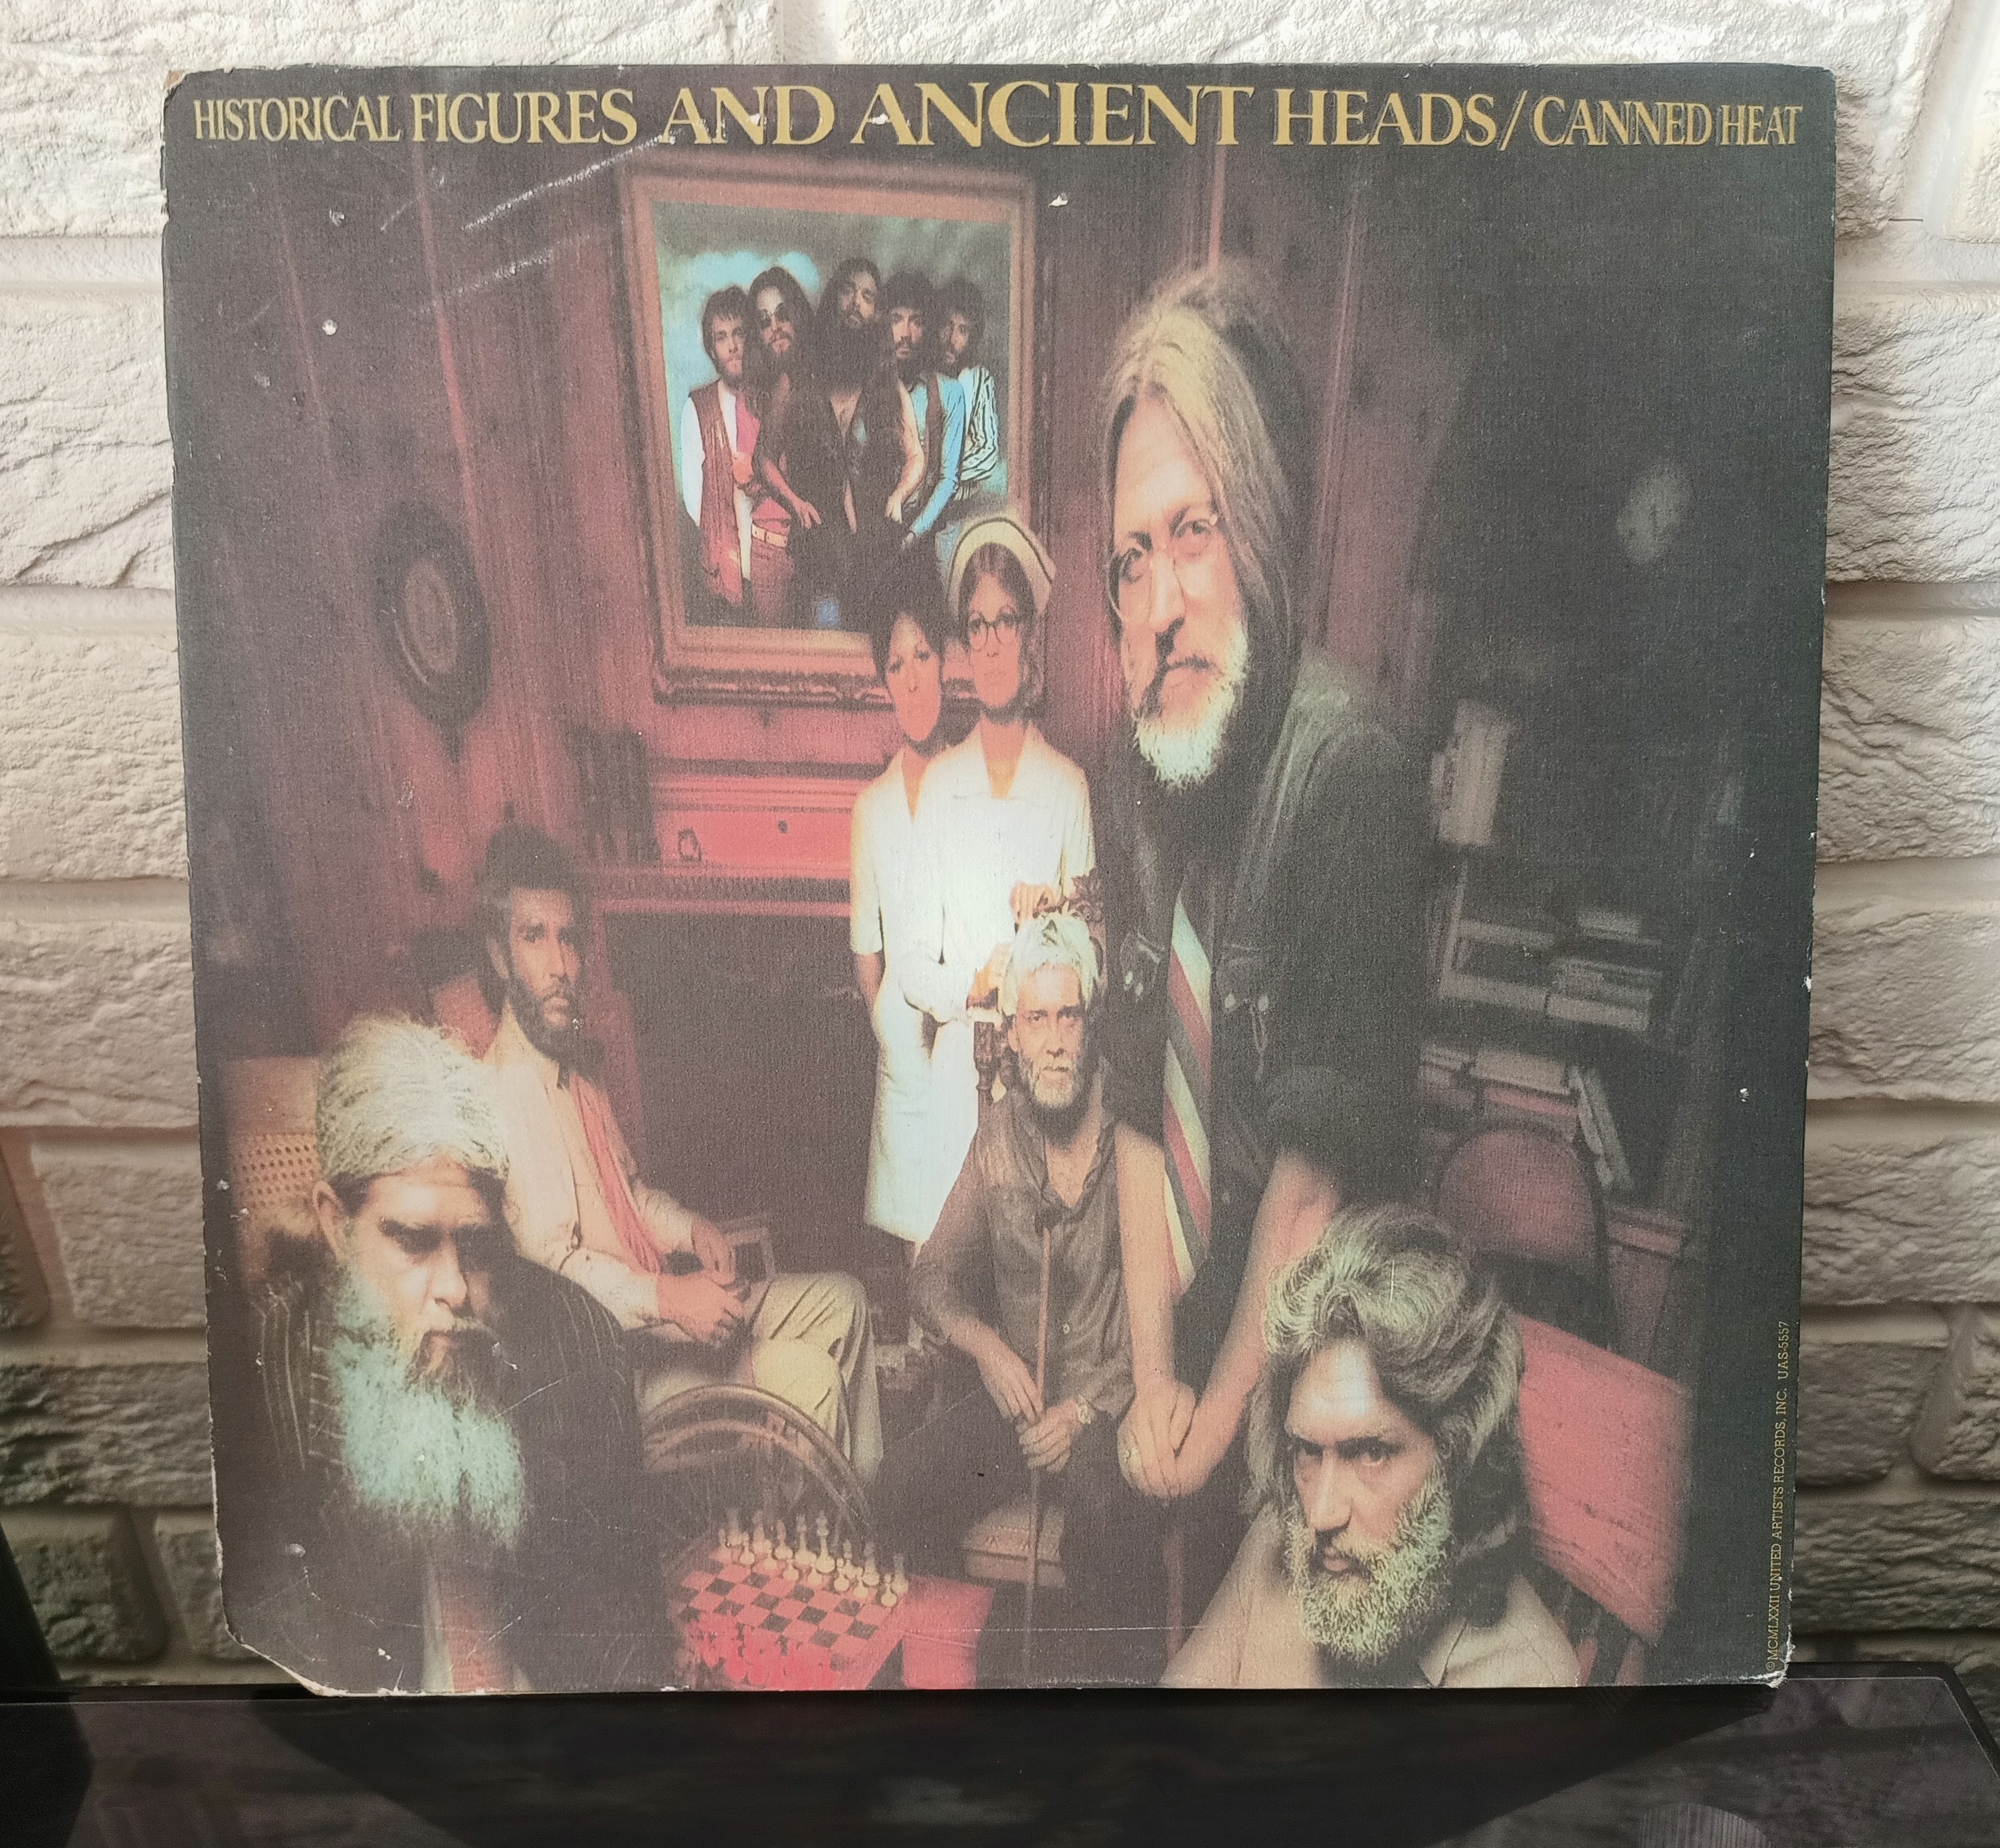 HISTORICAL FIGURES AND ANCIENT HEADS/CANNED HEAT
©MCMLXXII UNITED ARTISTS RECORDS, INC. UAS-5557